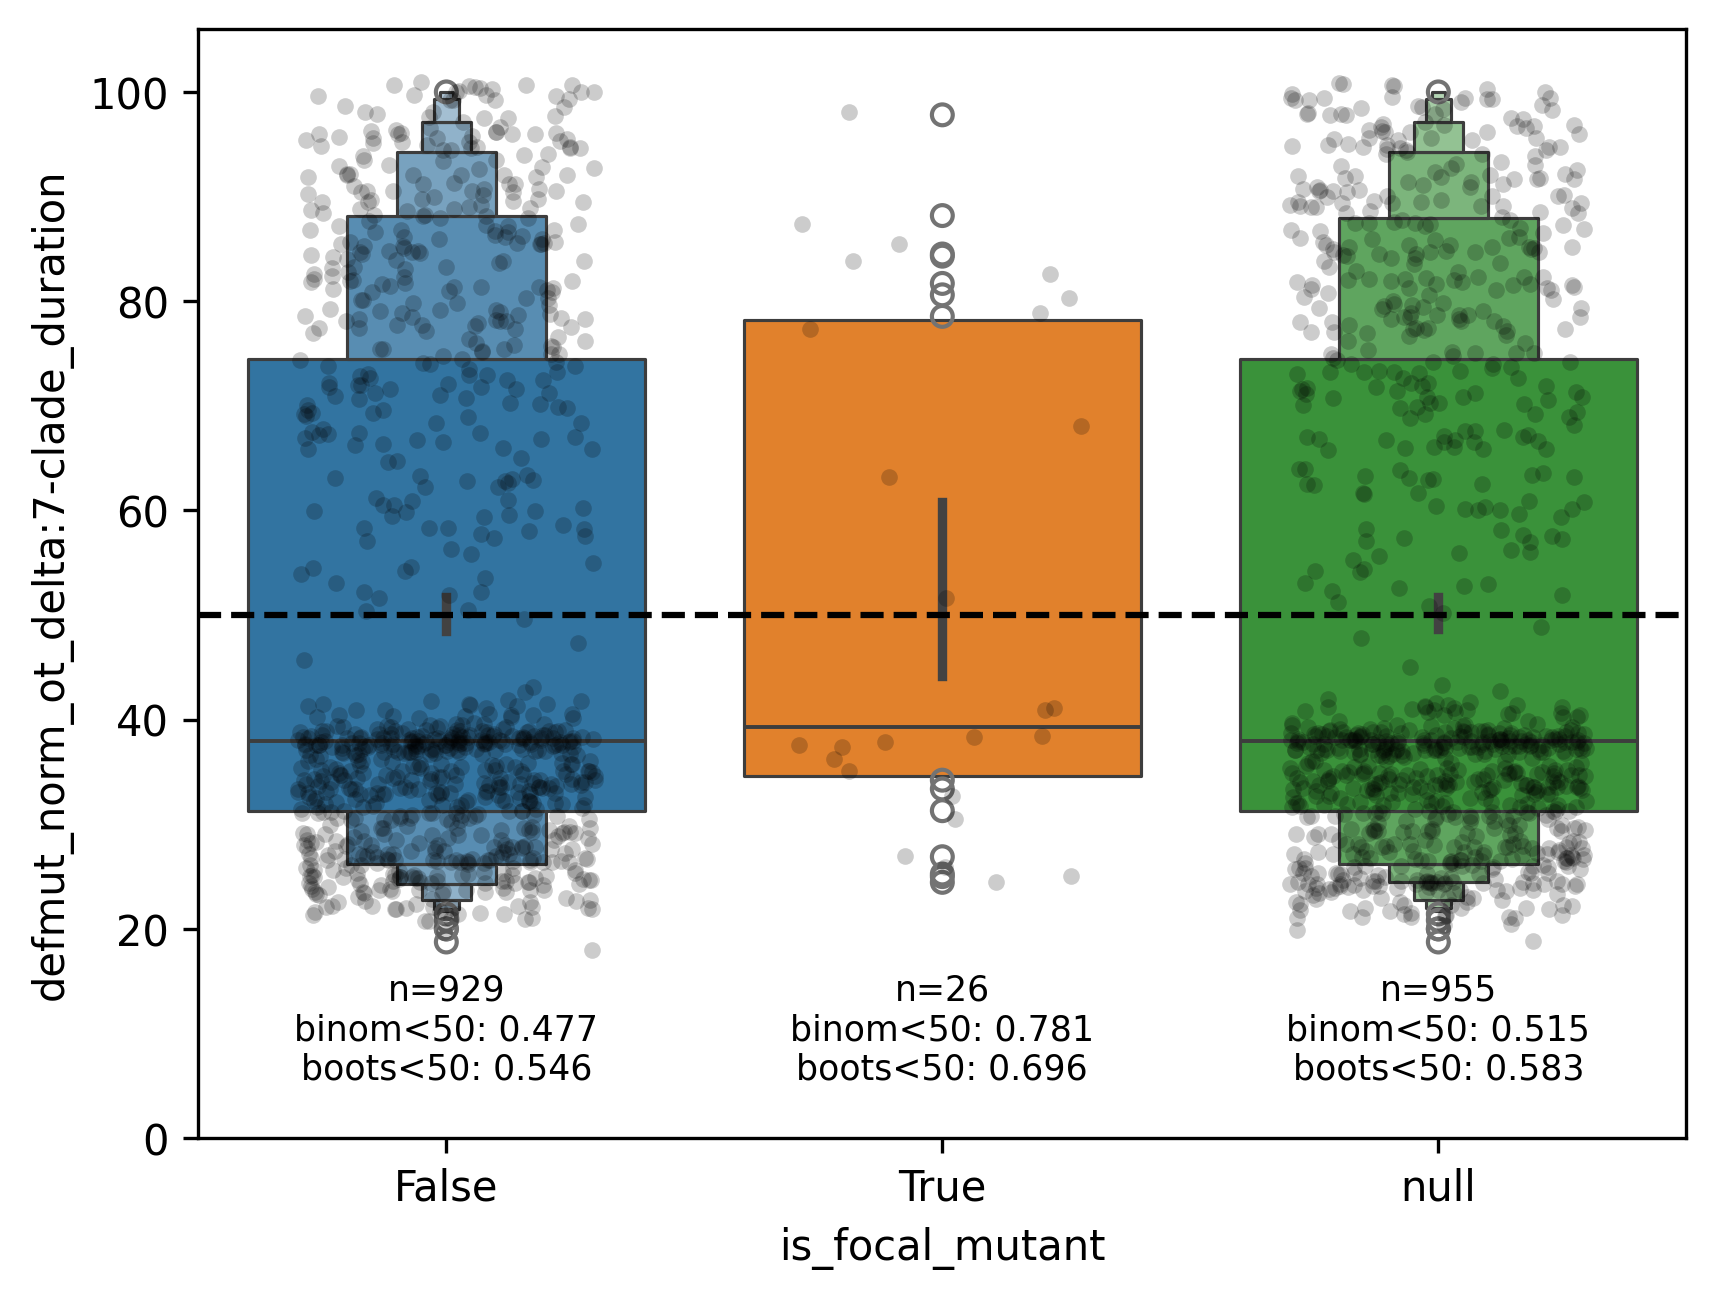 defmut_norm_ot_delta:7-clade_duration
100
80
60
40
20
0
n=929
binom<50: 0.477
boots<50: 0.546
n=26
binom<50: 0.781
boots<50: 0.696
n=955
binom<50: 0.515
boots<50: 0.583
False
True
null
is_focal_mutant